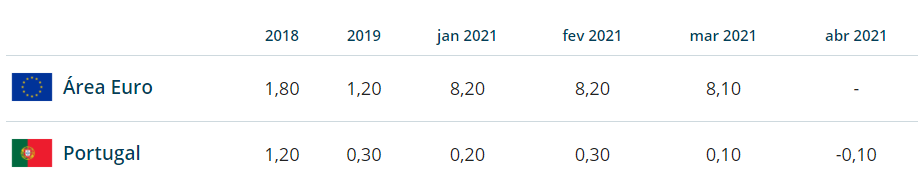 2018 2019 jan 2021 fev 2021 mar 2021 abr 2021
Área Euro 1,80 1,20 8,20 8,20 8,10 -
Portugal 1,20 0,30 0,20 0,30 0,10 -0,10